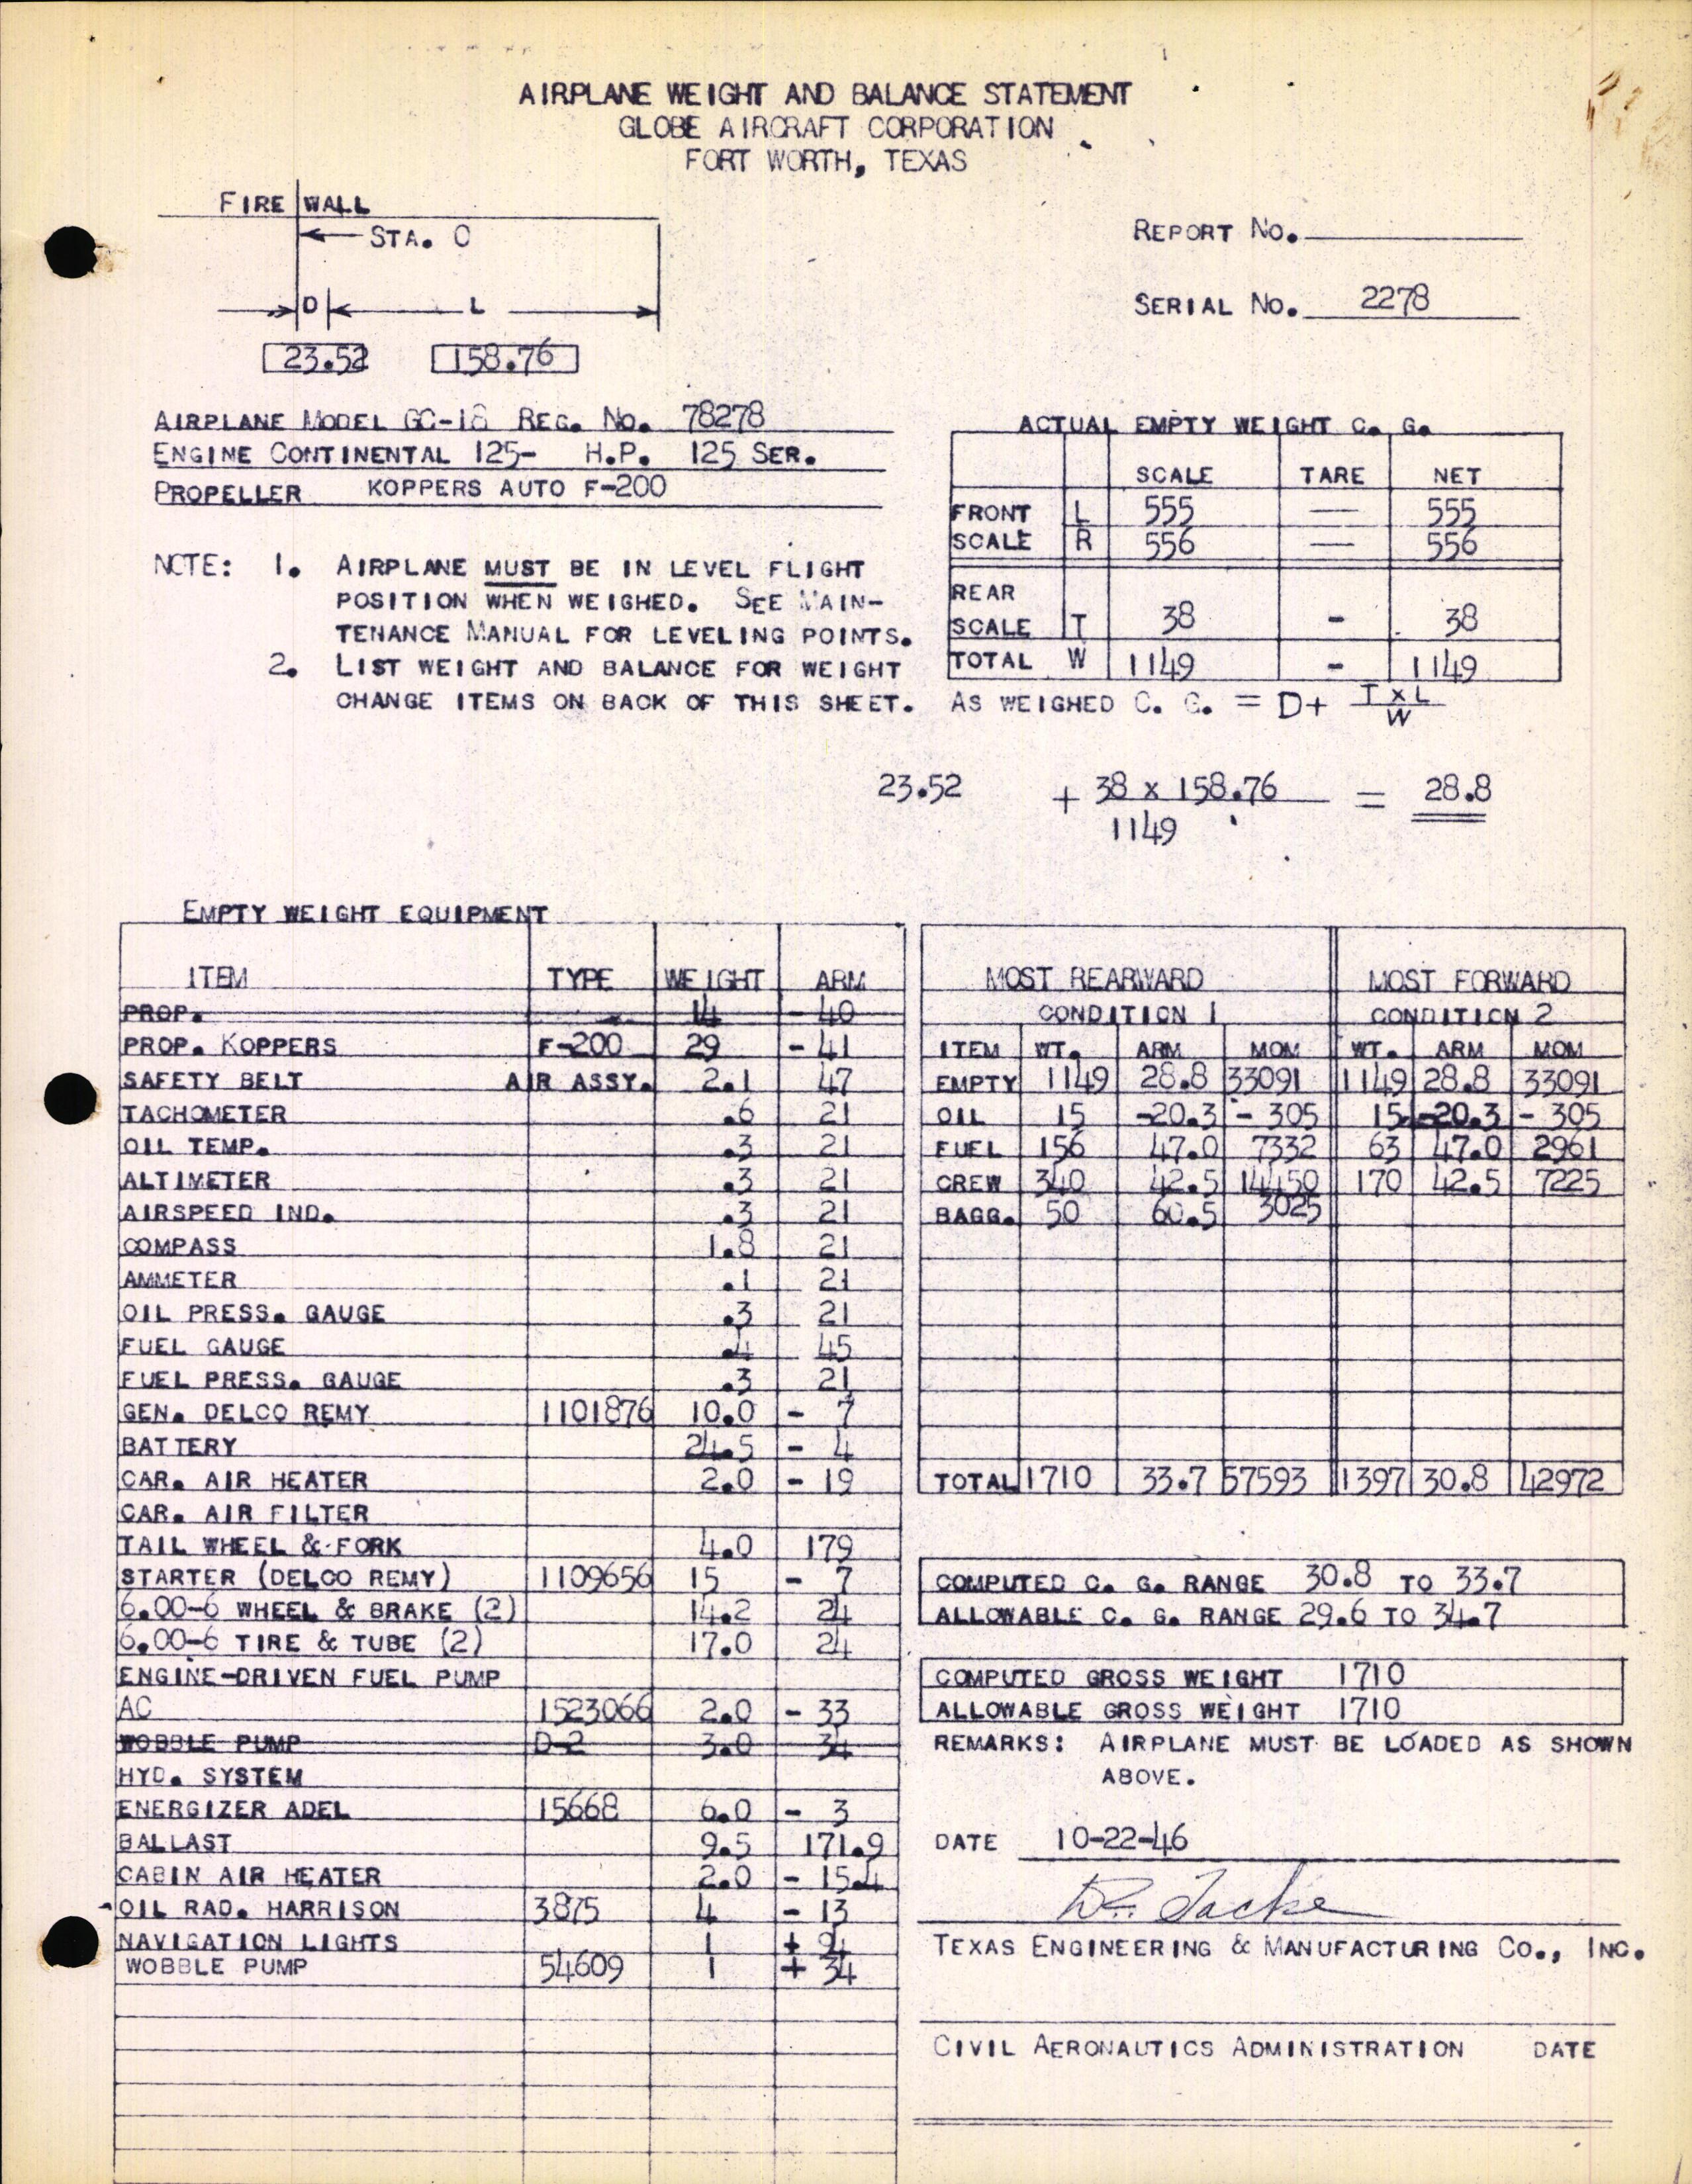 AIRPLANE WEIGHT AND BALANCE STATEMENT
GLOBE AIRCRAFT CORPORATION
FORT WORTH, TEXAS
FIRE WALL
STA. 0
D L
23.52 158.76
REPORT NO.
SERIAL NO. 2278
AIRPLANE MODEL GC-1B REG. NO. 78278
ENGINE CONTINENTAL 125- H.P. 125 SER.
PROPELLER KOPPERS AUTO F-200
NOTE: 1. AIRPLANE MUST BE IN LEVEL FLIGHT
POSITION WHEN WEIGHED. SEE MAIN-
TENANCE MANUAL FOR LEVELING POINTS.
2. LIST WEIGHT AND BALANCE FOR WEIGHT
CHANGE ITEMS ON BACK OF THIS SHEET.
ACTUAL EMPTY WEIGHT C. G.
SCALE TARE NET
FRONT L 555 — 555
SCALE R 556 — 556
REAR
SCALE T 38 - 38
TOTAL W 1149 - 1149
AS WEIGHED C. G. = D+ T x L
W
23.52 + 38 x 158.76 = 28.8
1149
EMPTY WEIGHT EQUIPMENT
ITEM TYPE WEIGHT ARM
PROP. 14 - 40
PROP. KOPPERS F-200 29 - 41
SAFETY BELT AIR ASSY. 2.1 47
TACHOMETER .6 21
OIL TEMP. .3 21
ALTIMETER .3 21
AIRSPEED IND. .3 21
COMPASS 1.8 21
AMMETER .1 21
OIL PRESS. GAUGE .3 21
FUEL GAUGE .4 45
FUEL PRESS. GAUGE .3 21
GEN. DELCO REMY 1101876 10.0 - 7
BATTERY 24.5 - 4
CAR. AIR HEATER 2.0 - 19
CAR. AIR FILTER
TAIL WHEEL & FORK 4.0 179
STARTER (DELCO REMY) 1109656 15 - 7
6.00-6 WHEEL & BRAKE (2) 14.2 24
6.00-6 TIRE & TUBE (2) 17.0 24
ENGINE-DRIVEN FUEL PUMP
AC 1523066 2.0 - 33
WOBBLE PUMP D-2 3.0 34
HYD. SYSTEM
ENERGIZER ADEL 15668 6.0 - 3
BALLAST 9.5 171.9
CABIN AIR HEATER 2.0 - 15.4
OIL RAD. HARRISON 3875 4 - 13
NAVIGATION LIGHTS 1 + 94
WOBBLE PUMP 54609 1 + 34
MOST REARWARD MOST FORWARD
CONDITION 1 CONDITION 2
ITEM WT. ARM MOM WT. ARM MOM
EMPTY 1149 28.8 33091 1149 28.8 33091
OIL 15 -20.3 - 305 15 -20.3 - 305
FUEL 156 47.0 7332 63 47.0 2961
CREW 340 42.5 14450 170 42.5 7225
BAGG. 50 60.5 3025
TOTAL 1710 33.7 57593 1397 30.8 42972
COMPUTED C. G. RANGE 30.8 TO 33.7
ALLOWABLE C. G. RANGE 29.6 TO 34.7
COMPUTED GROSS WEIGHT 1710
ALLOWABLE GROSS WEIGHT 1710
REMARKS: AIRPLANE MUST BE LOADED AS SHOWN
ABOVE.
DATE 10-22-46
TEXAS ENGINEERING & MANUFACTURING CO., INC.
CIVIL AERONAUTICS ADMINISTRATION DATE